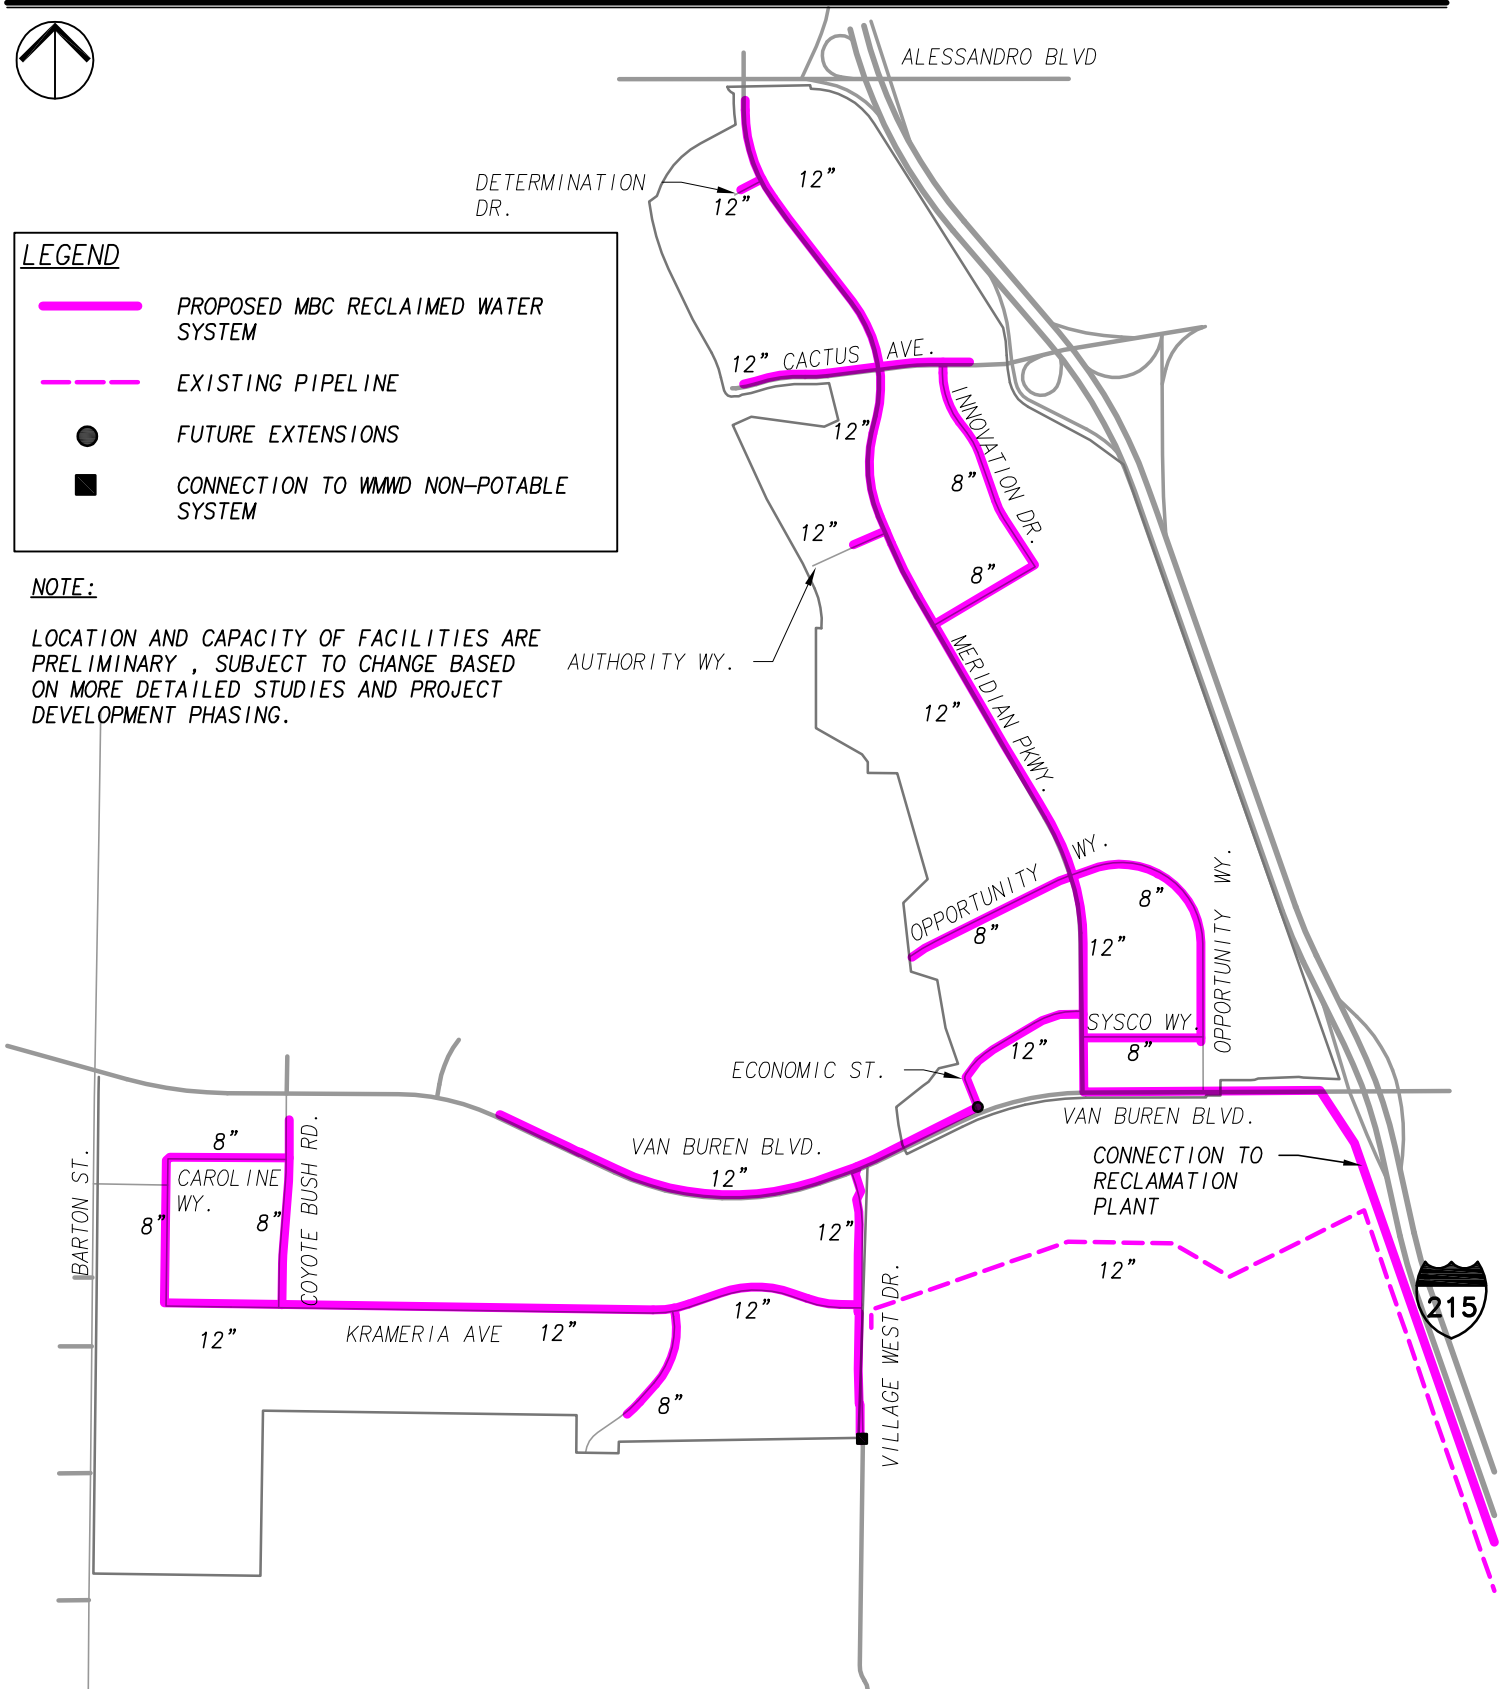 ALESSANDRO BLVD
DETERMINATION
DR.
12”
12”
LEGEND
PROPOSED MBC RECLAIMED WATER
SYSTEM
EXISTING PIPELINE
FUTURE EXTENSIONS
CONNECTION TO WMWD NON–POTABLE
SYSTEM
NOTE:
LOCATION AND CAPACITY OF FACILITIES ARE
PRELIMINARY , SUBJECT TO CHANGE BASED
ON MORE DETAILED STUDIES AND PROJECT
DEVELOPMENT PHASING.
12”
CACTUS AVE.
12”
INNOVATION DR.
8”
12”
8”
AUTHORITY WY.
MERIDIAN PKWY.
12”
OPPORTUNITY WY.
8”
8”
12”
OPPORTUNITY WY.
SYSCO WY.
8”
12”
ECONOMIC ST.
VAN BUREN BLVD.
VAN BUREN BLVD.
12”
CONNECTION TO
RECLAMATION
PLANT
8”
CAROLINE
WY.
8”
8”
BARTON ST.
COYOTE BUSH RD.
12”
12”
215
12”
KRAMERIA AVE
12”
12”
8”
VILLAGE WEST DR.